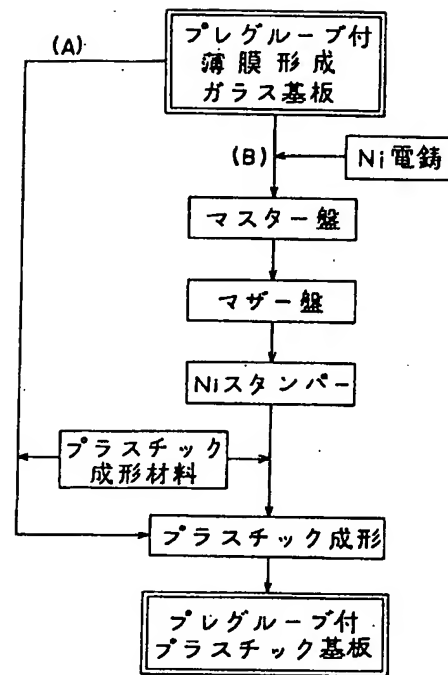 (A)
プレグルーブ付
薄膜形成
ガラス基板
(B)
Ni電鋳
マスター盤
マザー盤
Niスタンパー
プラスチック
成形材料
プラスチック成形
プレグルーブ付
プラスチック基板